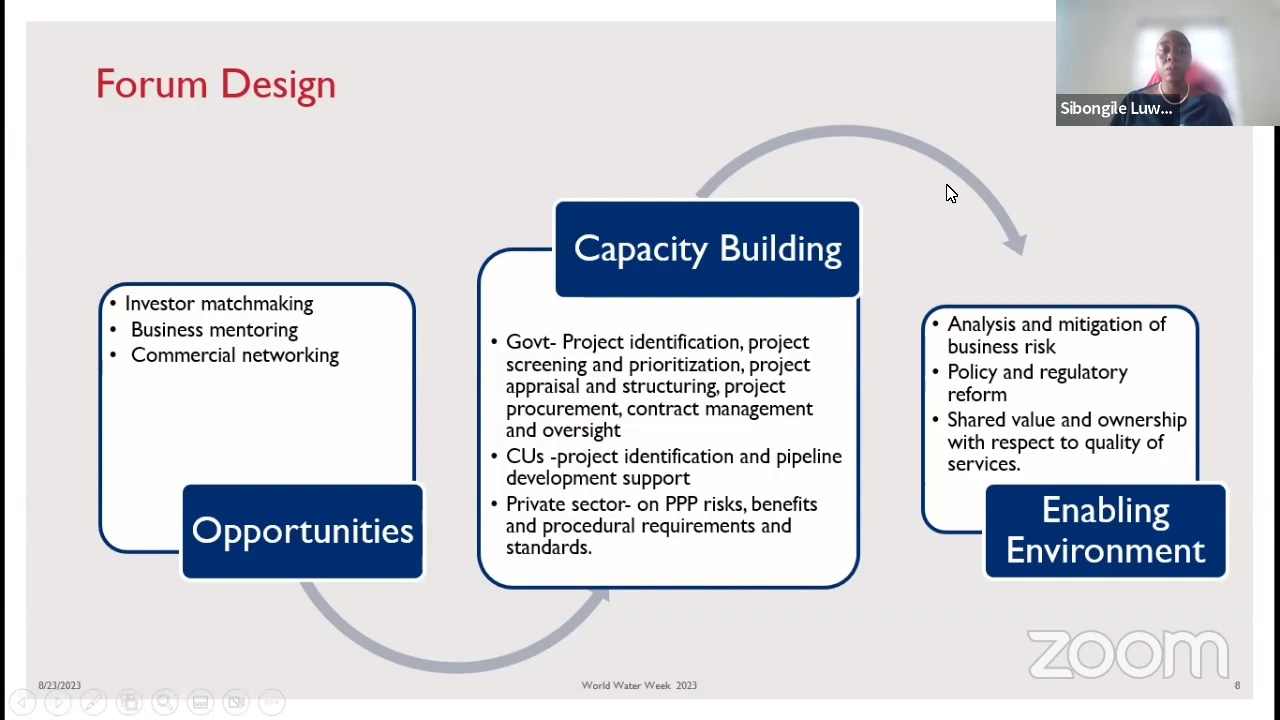 Forum Design
Sibongile Luw...
Capacity Building
• Investor matchmaking
• Business mentoring
• Commercial networking
Opportunities
• Govt- Project identification, project
screening and prioritization, project
appraisal and structuring, project
procurement, contract management
and oversight
• CUs -project identification and pipeline
development support
• Private sector- on PPP risks, benefits
and procedural requirements and
standards.
• Analysis and mitigation of
business risk
• Policy and regulatory
reform
• Shared value and ownership
with respect to quality of
services.
Enabling
Environment
zoom
8/23/2023
World Water Week 2023
8